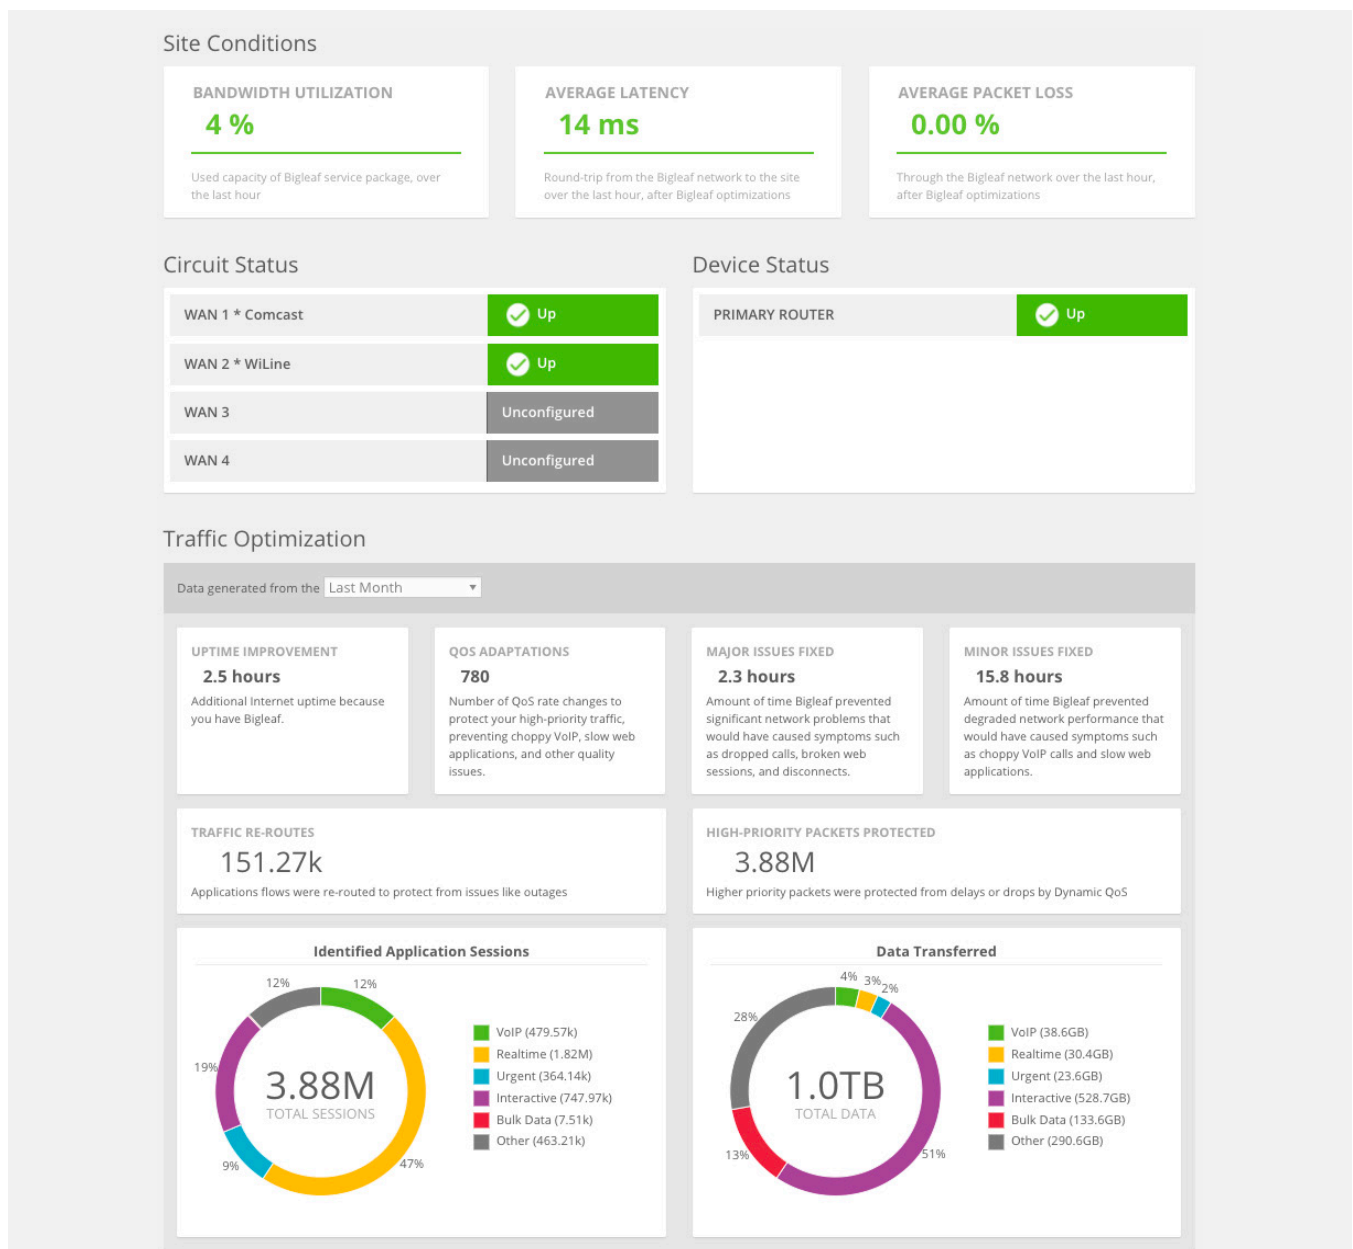 Site Conditions
BANDWIDTH UTILIZATION
4 %
Used capacity of Bigleaf service package, over
the last hour
AVERAGE LATENCY
14 ms
Round-trip from the Bigleaf network to the site
over the last hour, after Bigleaf optimizations
AVERAGE PACKET LOSS
0.00 %
Through the Bigleaf network over the last hour,
after Bigleaf optimizations
Circuit Status
WAN 1 * Comcast Up
WAN 2 * WiLine Up
WAN 3 Unconfigured
WAN 4 Unconfigured
Device Status
PRIMARY ROUTER Up
Traffic Optimization
Data generated from the Last Month
UPTIME IMPROVEMENT
2.5 hours
Additional Internet uptime because
you have Bigleaf.
QOS ADAPTATIONS
780
Number of QoS rate changes to
protect your high-priority traffic,
preventing choppy VoIP, slow web
applications, and other quality
issues.
MAJOR ISSUES FIXED
2.3 hours
Amount of time Bigleaf prevented
significant network problems that
would have caused symptoms such
as dropped calls, broken web
sessions, and disconnects.
MINOR ISSUES FIXED
15.8 hours
Amount of time Bigleaf prevented
degraded network performance that
would have caused symptoms such
as choppy VoIP calls and slow web
applications.
TRAFFIC RE-ROUTES
151.27k
Applications flows were re-routed to protect from issues like outages
HIGH-PRIORITY PACKETS PROTECTED
3.88M
Higher priority packets were protected from delays or drops by Dynamic QoS
Identified Application Sessions
12%
12%
19%
9%
47%
3.88M
TOTAL SESSIONS
VoIP (479.57k)
Realtime (1.82M)
Urgent (364.14k)
Interactive (747.97k)
Bulk Data (7.51k)
Other (463.21k)
Data Transferred
4%
3%
2%
28%
13%
51%
1.0TB
TOTAL DATA
VoIP (38.6GB)
Realtime (30.4GB)
Urgent (23.6GB)
Interactive (528.7GB)
Bulk Data (133.6GB)
Other (290.6GB)